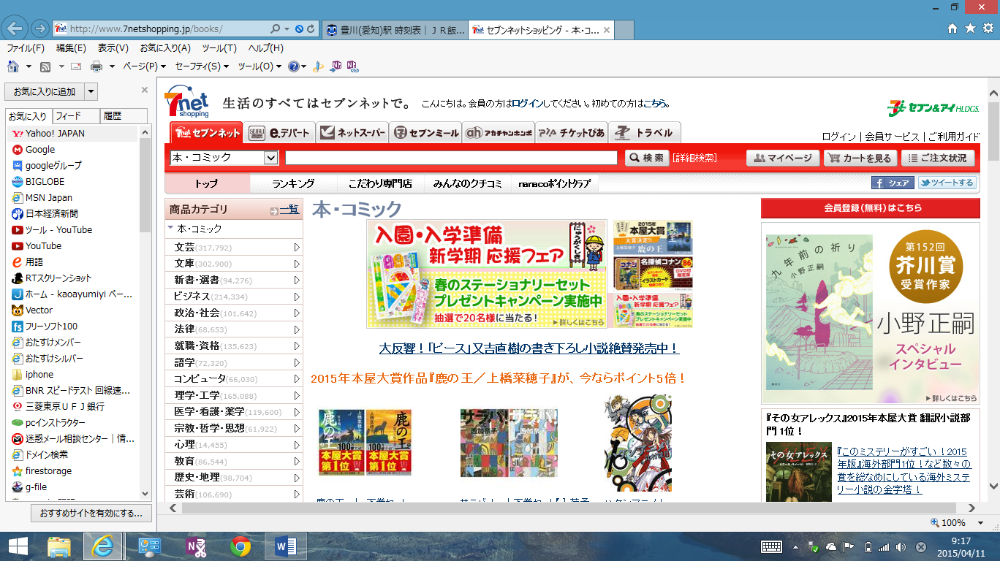 http://www.7netshopping.jp/books/
豊川(愛知)駅 時刻表｜ＪＲ飯...
セブンネットショッピング - 本・コ...
ファイル(F) 編集(E) 表示(V) お気に入り(A) ツール(T) ヘルプ(H)
ページ(P) セーフティ(S) ツール(O)
お気に入りに追加
お気に入り フィード 履歴
Yahoo! JAPAN
Google
googleグループ
BIGLOBE
MSN Japan
日本経済新聞
ツール - YouTube
YouTube
用語
RTスクリーンショット
ホーム - kaoayumiyi ペー...
Vector
フリーソフト100
おたすけメンバー
おたすけシルバー
iphone
BNR スピードテスト 回線速...
三菱東京ＵＦＪ銀行
pcインストラクター
迷惑メール相談センター｜情...
ドメイン検索
firestorage
g-file
おすすめサイトを有効にする...
7net shopping
生活のすべてはセブンネットで。
こんにちは。会員の方はログインしてください。初めての方はこちら。
セブン&アイ HLDGS.
ログイン｜会員サービス｜ご利用ガイド
7net セブンネット
SEIBU e.デパート
ネットスーパー
セブンミール
ah アカチャンホンポ
PIA チケットぴあ
トラベル
本・コミック
検索
[詳細検索]
マイページ
カートを見る
ご注文状況
トップ ランキング こだわり専門店 みんなのクチコミ nanacoポイントクラブ
シェア
ツイートする
商品カテゴリ 一覧
本・コミック
文芸(317,792)
文庫(302,900)
新書・選書(94,276)
ビジネス(214,334)
政治・社会(101,642)
法律(68,653)
就職・資格(135,623)
語学(72,320)
コンピュータ(66,030)
理学・工学(165,088)
医学・看護・薬学(119,600)
宗教・哲学・思想(61,922)
心理(14,455)
教育(86,544)
歴史・地理(98,704)
芸術(106,690)
本・コミック
入園・入学準備
新学期 応援フェア
にゅうがくしき
春のステーショナリーセット
プレゼントキャンペーン実施中
抽選で20名様に当たる！
詳しくはこちら
2015年
本屋大賞
大賞決定!!
上橋菜穂子
鹿の王
名探偵コナン 86
入園・入学準備
新学期 応援フェア
春のステーショナリーセット
プレゼントキャンペーン実施中
大反響！「ピース」又吉直樹の書き下ろし小説絶賛発売中！
2015年本屋大賞作品『鹿の王／上橋菜穂子』が、今ならポイント5倍！
鹿の王
上橋菜穂子
本屋大賞
第1位
鹿の王
上橋菜穂子
本屋大賞
第1位
サラバ！
西加奈子
サラバ！
西加奈子
会員登録（無料）はこちら
九年前の祈り
小野正嗣
第152回
芥川賞
受賞作家
小野正嗣
スペシャル
インタビュー
詳しくはこちら
『その女アレックス』2015年本屋大賞 翻訳小説部
門 1位！
その女アレックス
『このミステリーがすごい！2015
年版』海外部門1位！など数々の
賞を総なめにしている海外ミステ
リー小説の金字塔！
100%
9:17
2015/04/11